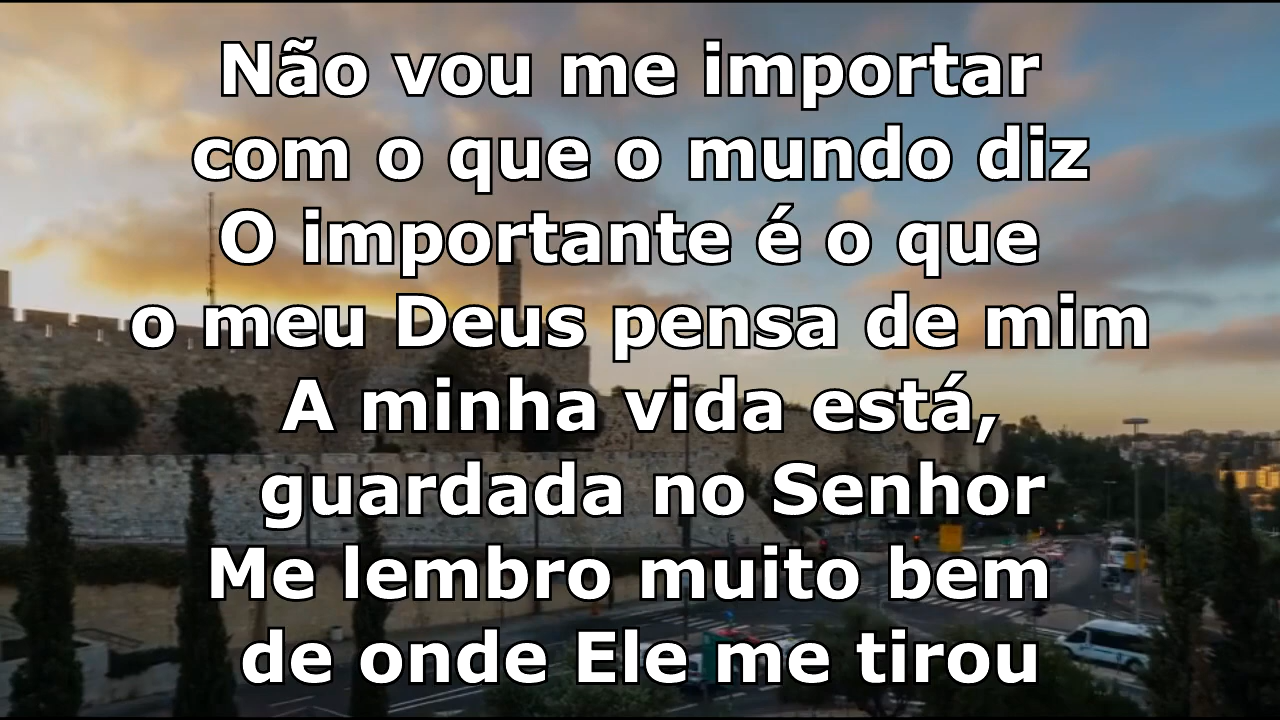 Não vou me importar
com o que o mundo diz
O importante é o que
o meu Deus pensa de mim
A minha vida está,
guardada no Senhor
Me lembro muito bem
de onde Ele me tirou